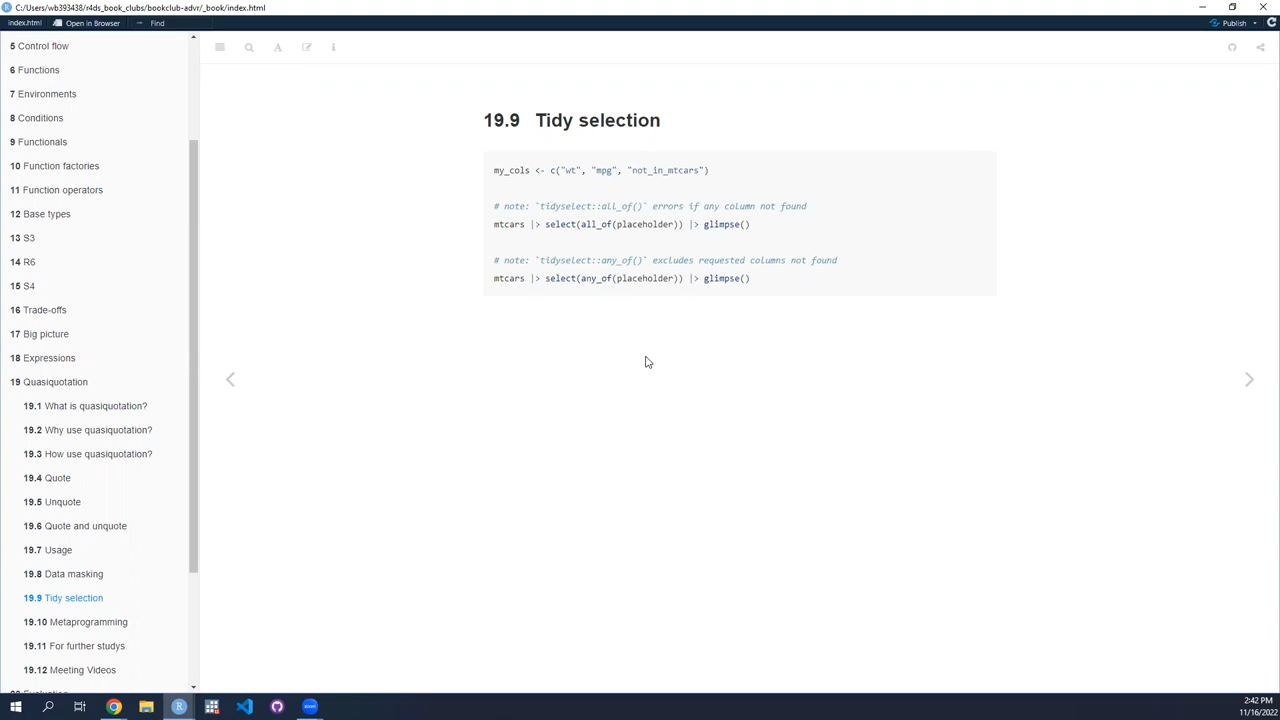 C:/Users/wb393438/r4ds_book_clubs/bookclub-advr/_book/index.html
index.html Open in Browser Find Publish
5 Control flow
6 Functions
7 Environments
8 Conditions
9 Functionals
10 Function factories
11 Function operators
12 Base types
13 S3
14 R6
15 S4
16 Trade-offs
17 Big picture
18 Expressions
19 Quasiquotation
19.1 What is quasiquotation?
19.2 Why use quasiquotation?
19.3 How use quasiquotation?
19.4 Quote
19.5 Unquote
19.6 Quote and unquote
19.7 Usage
19.8 Data masking
19.9 Tidy selection
19.10 Metaprogramming
19.11 For further studys
19.12 Meeting Videos
19.9 Tidy selection
my_cols <- c("wt", "mpg", "not_in_mtcars")
# note: `tidyselect::all_of()` errors if any column not found
mtcars |> select(all_of(placeholder)) |> glimpse()
# note: `tidyselect::any_of()` excludes requested columns not found
mtcars |> select(any_of(placeholder)) |> glimpse()
2:42 PM
11/16/2022